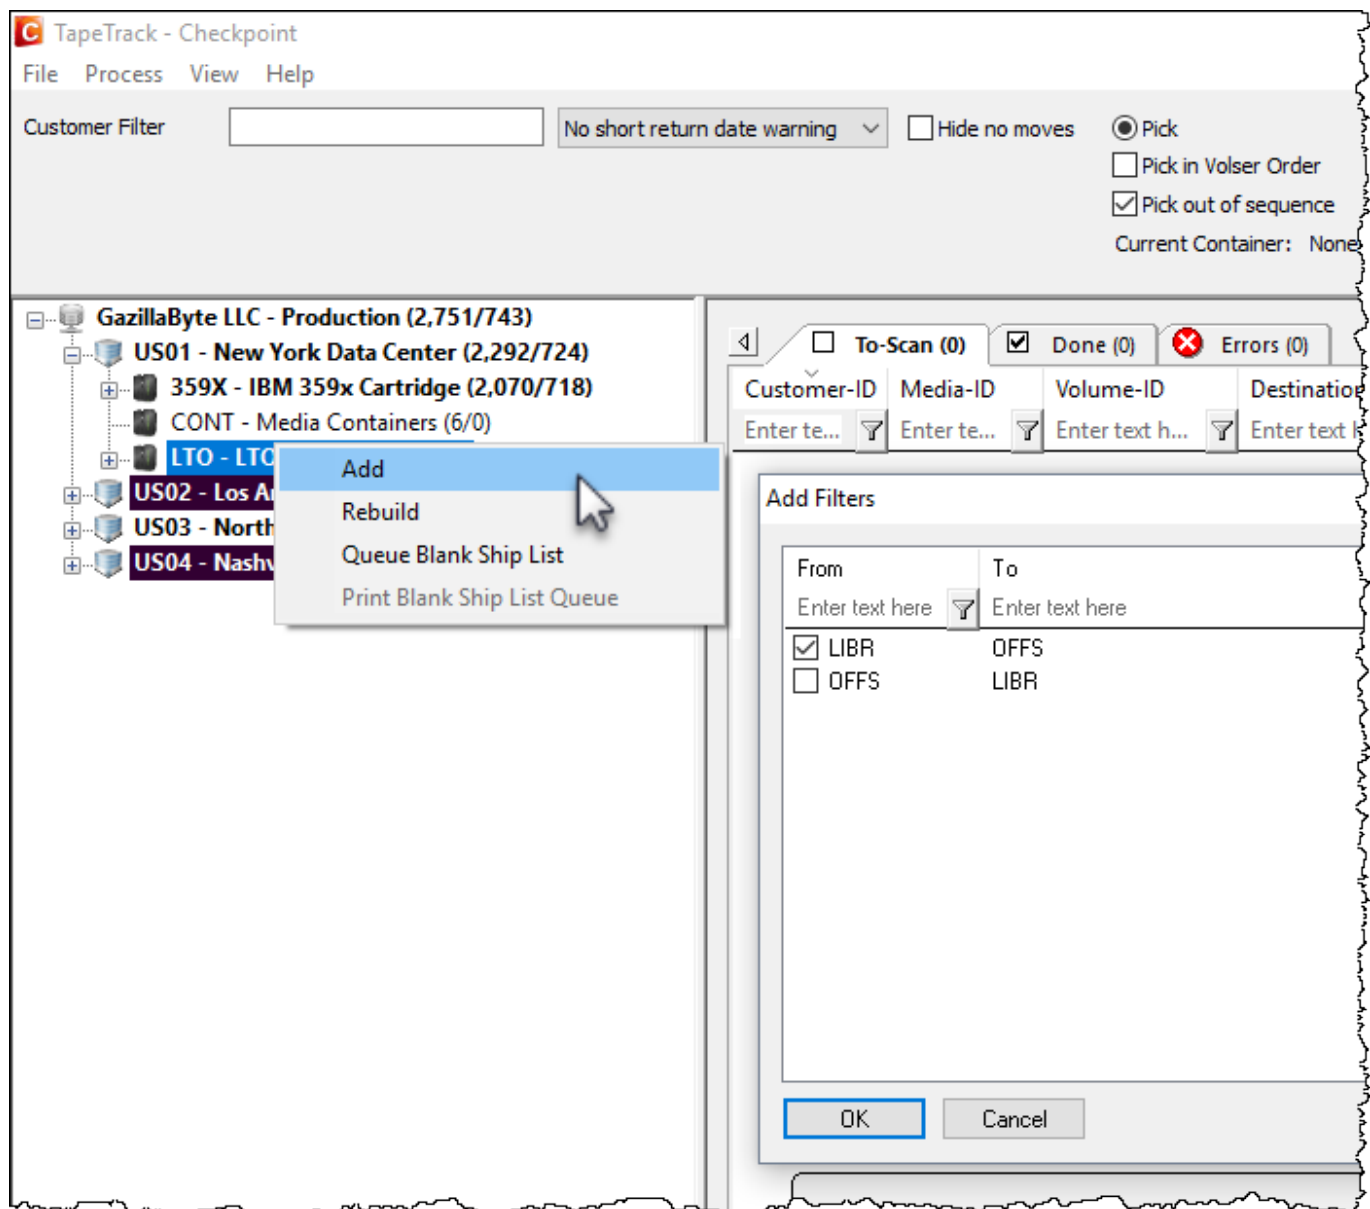 TapeTrack - Checkpoint
File Process View Help
Customer Filter No short return date warning Hide no moves Pick
Pick in Volser Order
Pick out of sequence
Current Container: None
GazillaByte LLC - Production (2,751/743)
US01 - New York Data Center (2,292/724)
359X - IBM 359x Cartridge (2,070/718)
CONT - Media Containers (6/0)
LTO - LTO
US02 - Los A
US03 - North
US04 - Nashv
Add
Rebuild
Queue Blank Ship List
Print Blank Ship List Queue
To-Scan (0) Done (0) Errors (0)
Customer-ID Media-ID Volume-ID Destination
Enter te... Enter te... Enter text h... Enter text
Add Filters
From To
Enter text here Enter text here
LIBR OFFS
OFFS LIBR
OK Cancel